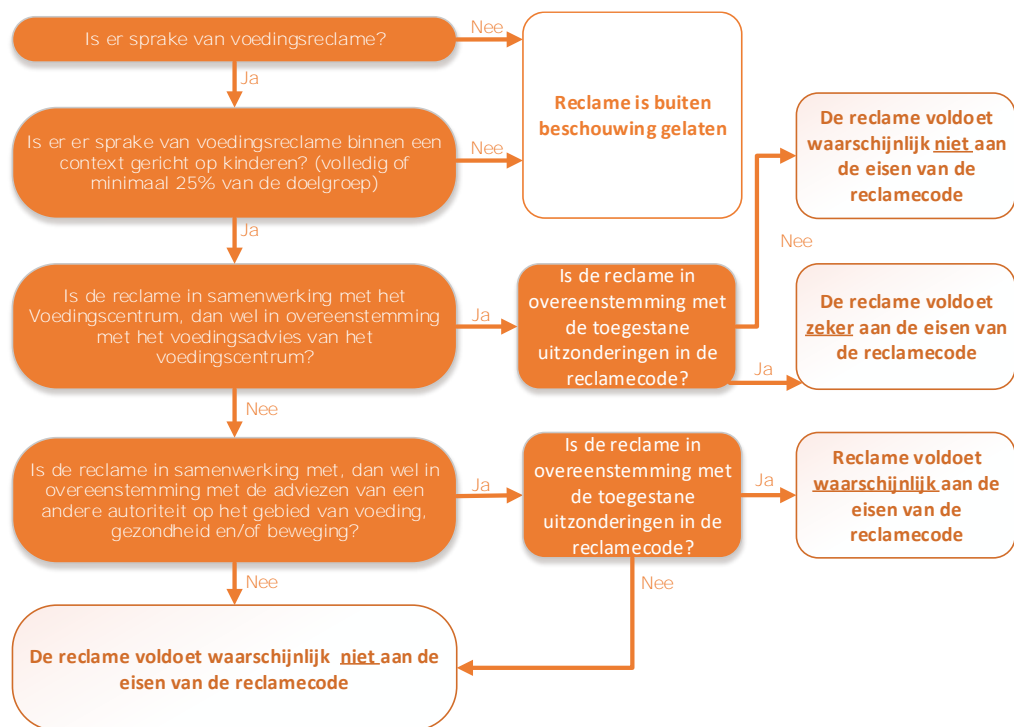 Is er sprake van voedingsreclame?
Nee
Ja
Reclame is buiten
beschouwing gelaten
Is er er sprake van voedingsreclame binnen een
context gericht op kinderen? (volledig of
minimaal 25% van de doelgroep)
Nee
Ja
De reclame voldoet
waarschijnlijk niet aan
de eisen van de
reclamecode
Is de reclame in samenwerking met het
Voedingscentrum, dan wel in overeenstemming
met het voedingsadvies van het
voedingscentrum?
Ja
Nee
Is de reclame in
overeenstemming met
de toegestane
uitzonderingen in de
reclamecode?
Nee
Ja
De reclame voldoet
zeker aan de eisen van
de reclamecode
Is de reclame in samenwerking met, dan wel in
overeenstemming met de adviezen van een
andere autoriteit op het gebied van voeding,
gezondheid en/of beweging?
Ja
Nee
Is de reclame in
overeenstemming met
de toegestane
uitzonderingen in de
reclamecode?
Ja
Nee
Reclame voldoet
waarschijnlijk aan de
eisen van de
reclamecode
De reclame voldoet waarschijnlijk niet aan de
eisen van de reclamecode